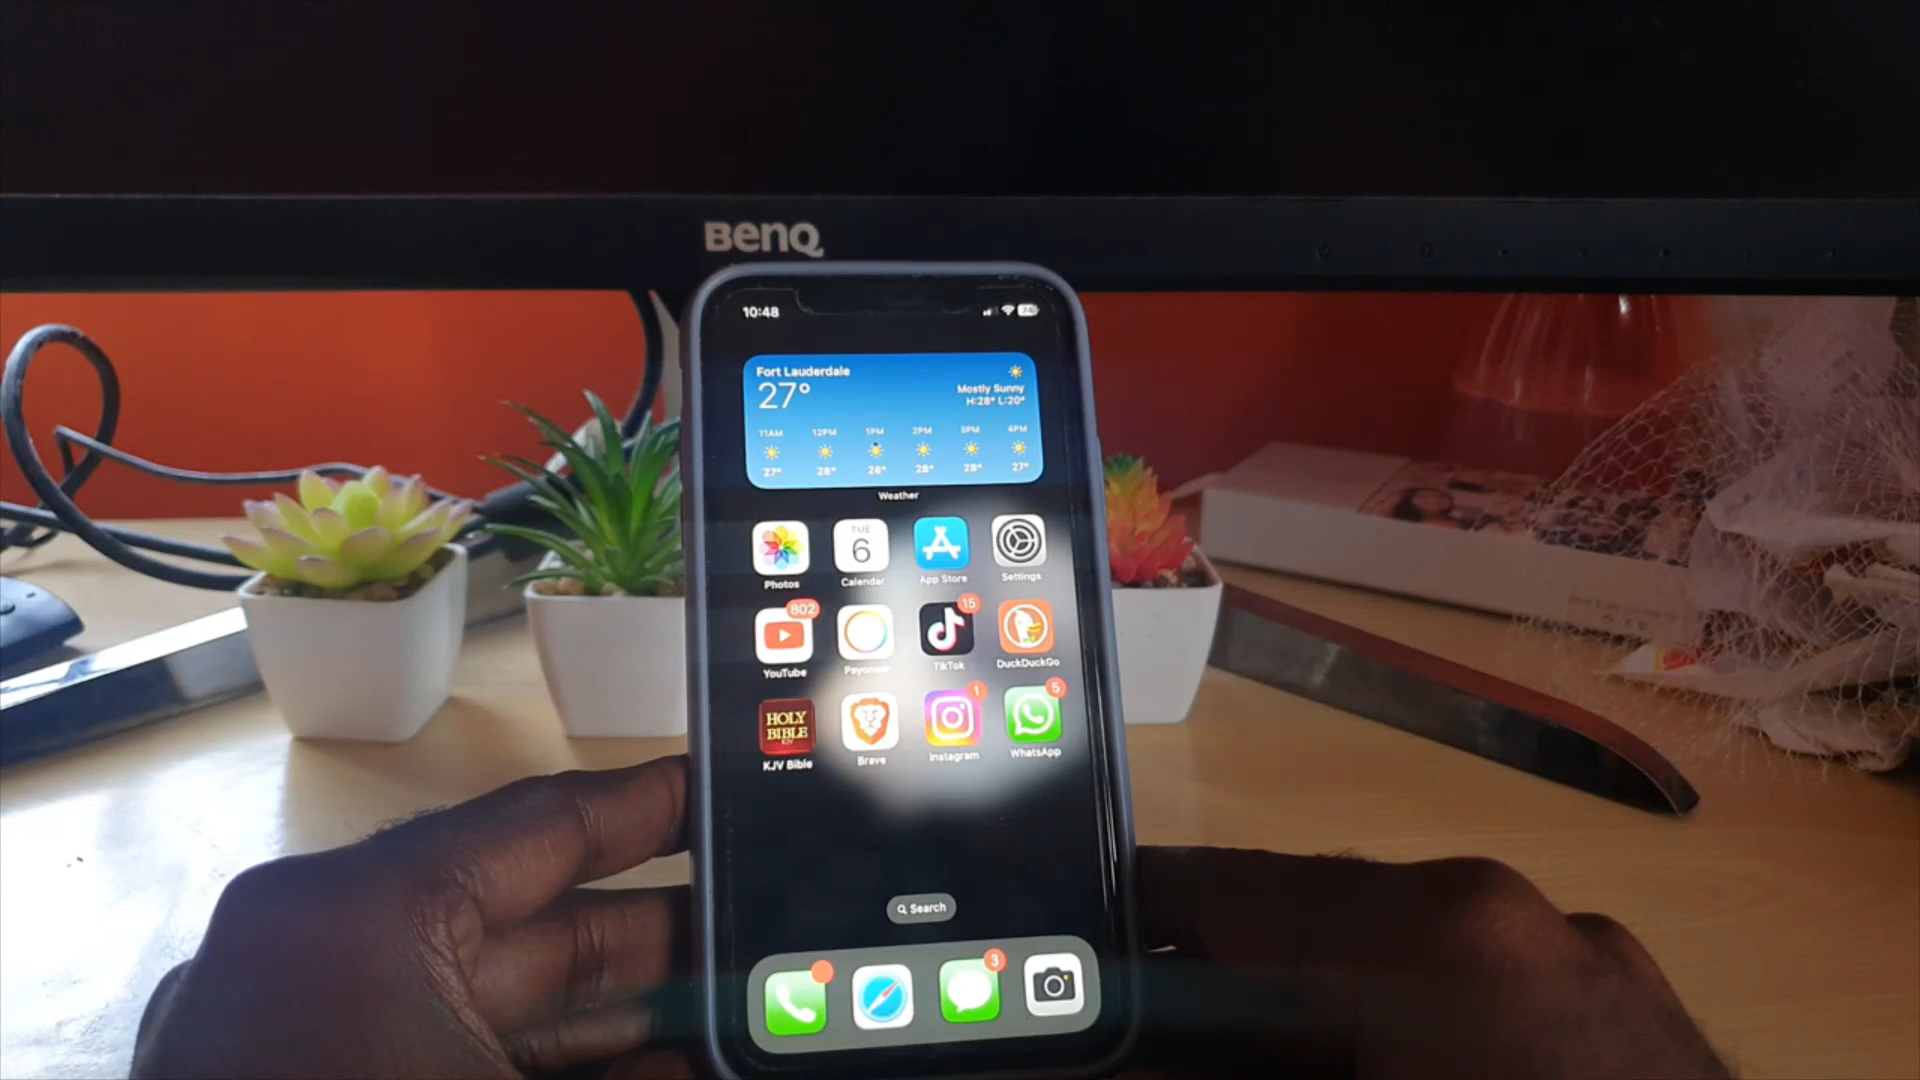 BenQ
10:48
74
Fort Lauderdale
27°
Mostly Sunny
H:28° L:20°
11AM 12PM 1PM 2PM 3PM 4PM
27° 28° 28° 28° 28° 27°
Weather
TUE
6
Photos Calendar App Store Settings
802 15
YouTube Payoneer TikTok DuckDuckGo
HOLY
BIBLE
KJV
1 5
KJV Bible Brave Instagram WhatsApp
Search
3